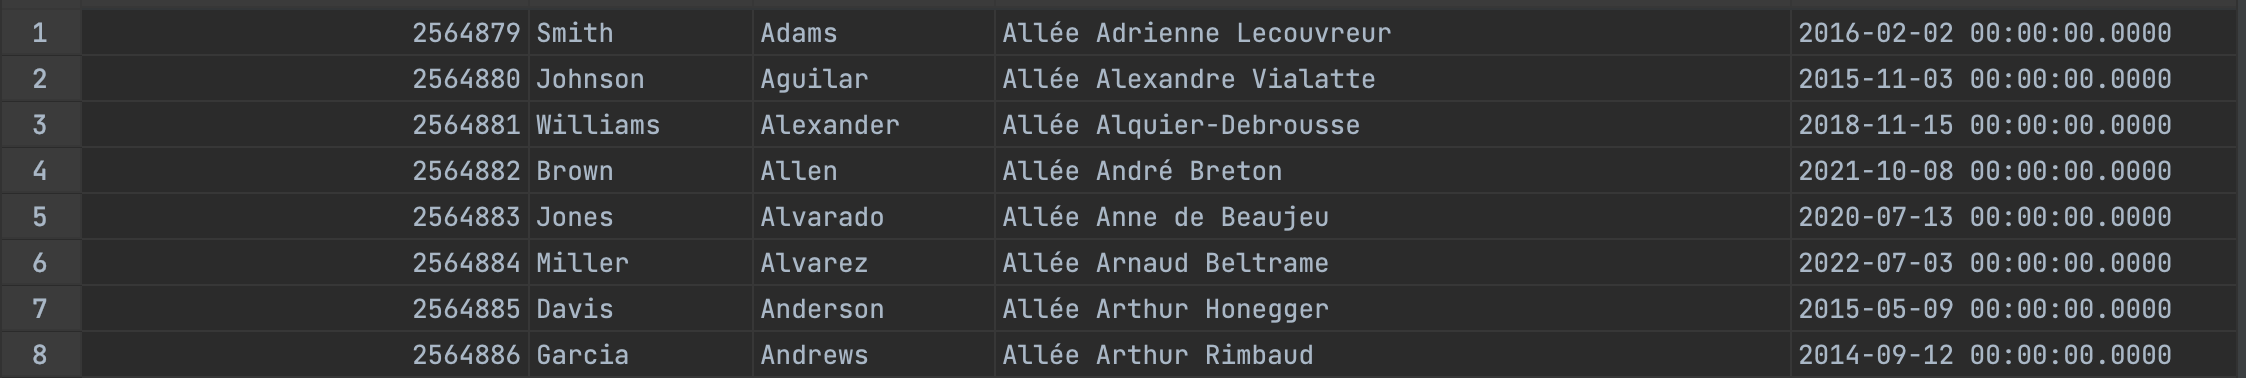 1 2564879 Smith Adams Allée Adrienne Lecouvreur 2016-02-02 00:00:00.0000
2 2564880 Johnson Aguilar Allée Alexandre Vialatte 2015-11-03 00:00:00.0000
3 2564881 Williams Alexander Allée Alquier-Debrousse 2018-11-15 00:00:00.0000
4 2564882 Brown Allen Allée André Breton 2021-10-08 00:00:00.0000
5 2564883 Jones Alvarado Allée Anne de Beaujeu 2020-07-13 00:00:00.0000
6 2564884 Miller Alvarez Allée Arnaud Beltrame 2022-07-03 00:00:00.0000
7 2564885 Davis Anderson Allée Arthur Honegger 2015-05-09 00:00:00.0000
8 2564886 Garcia Andrews Allée Arthur Rimbaud 2014-09-12 00:00:00.0000